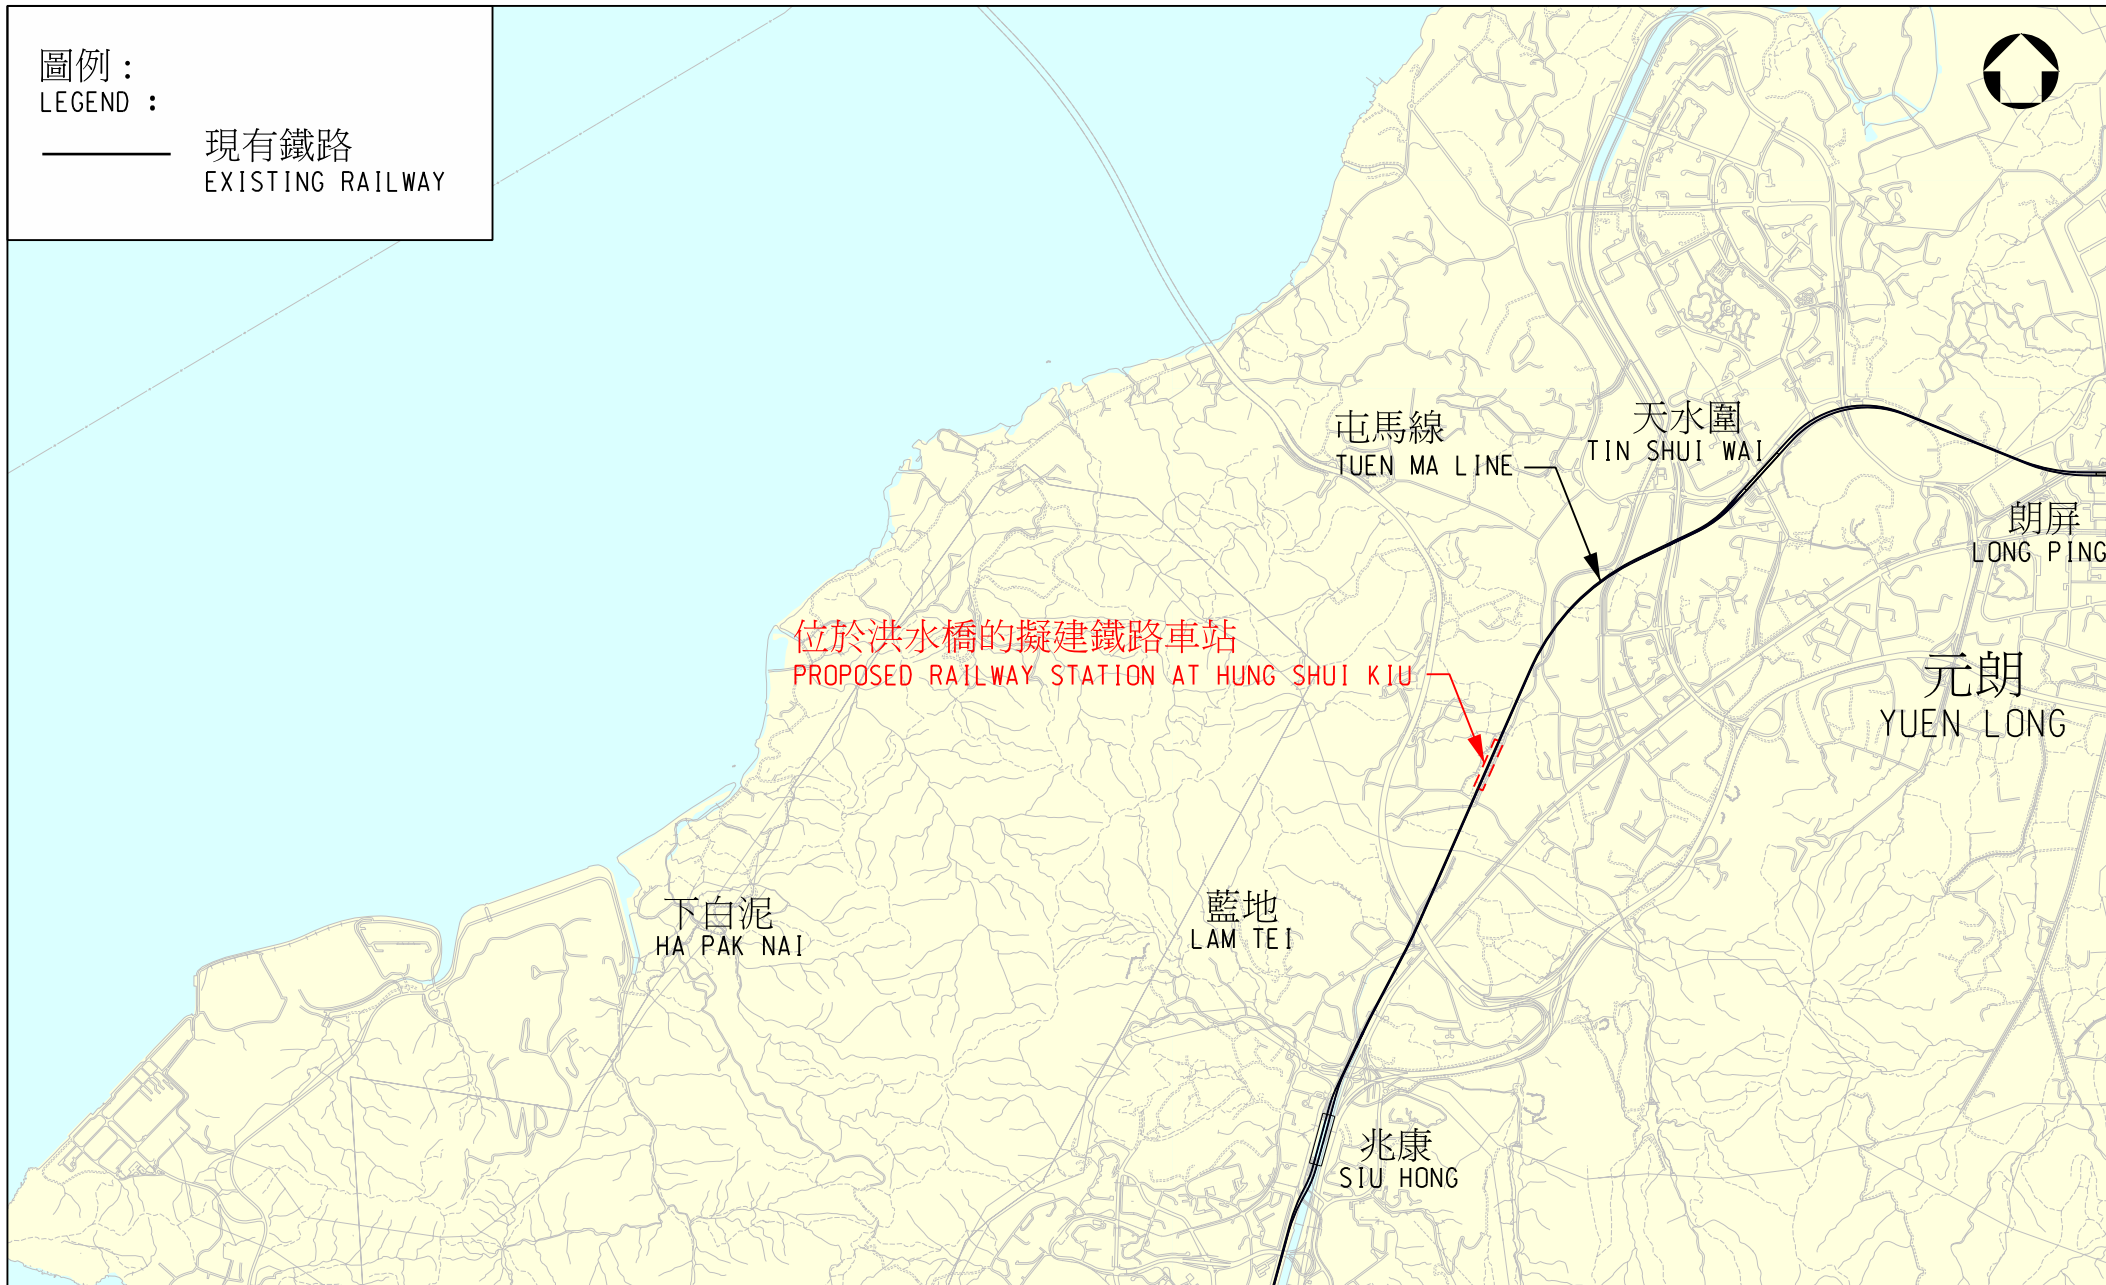 圖例：
LEGEND :
現有鐵路
EXISTING RAILWAY
屯馬線
TUEN MA LINE
天水圍
TIN SHUI WAI
朗屏
LONG PING
位於洪水橋的擬建鐵路車站
PROPOSED RAILWAY STATION AT HUNG SHUI KIU
元朗
YUEN LONG
下白泥
HA PAK NAI
藍地
LAM TEI
兆康
SIU HONG